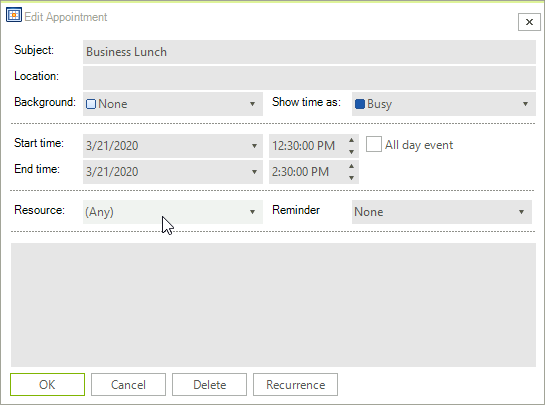 Edit Appointment
Subject: Business Lunch
Location:
Background: None Show time as: Busy
Start time: 3/21/2020 12:30:00 PM All day event
End time: 3/21/2020 2:30:00 PM
Resource: (Any) Reminder None
OK Cancel Delete Recurrence